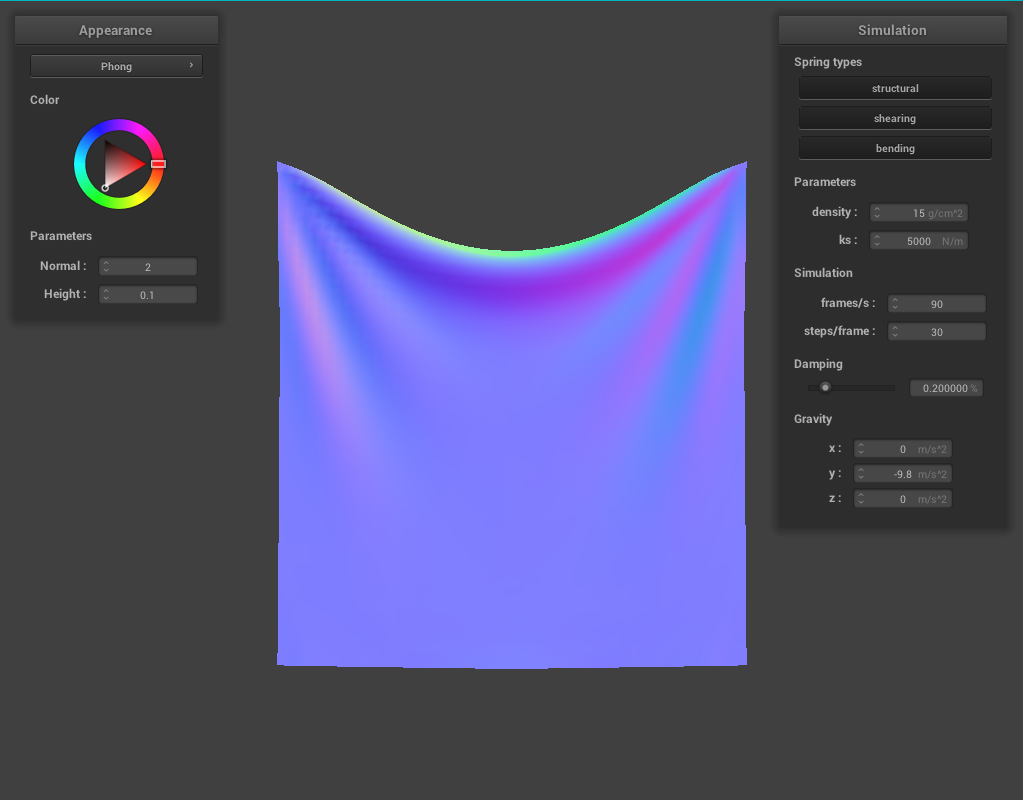 Appearance
Phong
Color
Parameters
Normal : 2
Height : 0.1
Simulation
Spring types
structural
shearing
bending
Parameters
density : 15 g/cm^2
ks : 5000 N/m
Simulation
frames/s : 90
steps/frame : 30
Damping
0.200000 %
Gravity
x : 0 m/s^2
y : -9.8 m/s^2
z : 0 m/s^2